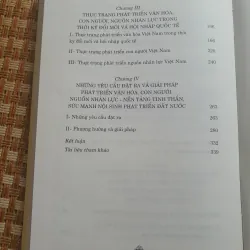 Chương III
THỰC TRẠNG PHÁT TRIỂN VĂN HÓA,
CON NGƯỜI, NGUỒN NHÂN LỰC TRONG
THỜI KỲ ĐỔI MỚI VÀ HỘI NHẬP QUỐC TẾ
I- Thực trạng phát triển văn hóa Việt Nam trong thời
kỳ đổi mới và hội nhập quốc tế
II- Thực trạng phát triển con người Việt Nam
III- Thực trạng phát triển nguồn nhân lực Việt Nam
Chương IV
NHỮNG YÊU CẦU ĐẶT RA VÀ GIẢI PHÁP
PHÁT TRIỂN VĂN HÓA, CON NGƯỜI
NGUỒN NHÂN LỰC - NỀN TẢNG TINH THẦN,
SỨC MẠNH NỘI SINH PHÁT TRIỂN ĐẤT NƯỚC
I- Những yêu cầu đặt ra
II- Phương hướng và giải pháp
Kết luận
Tài liệu tham khảo